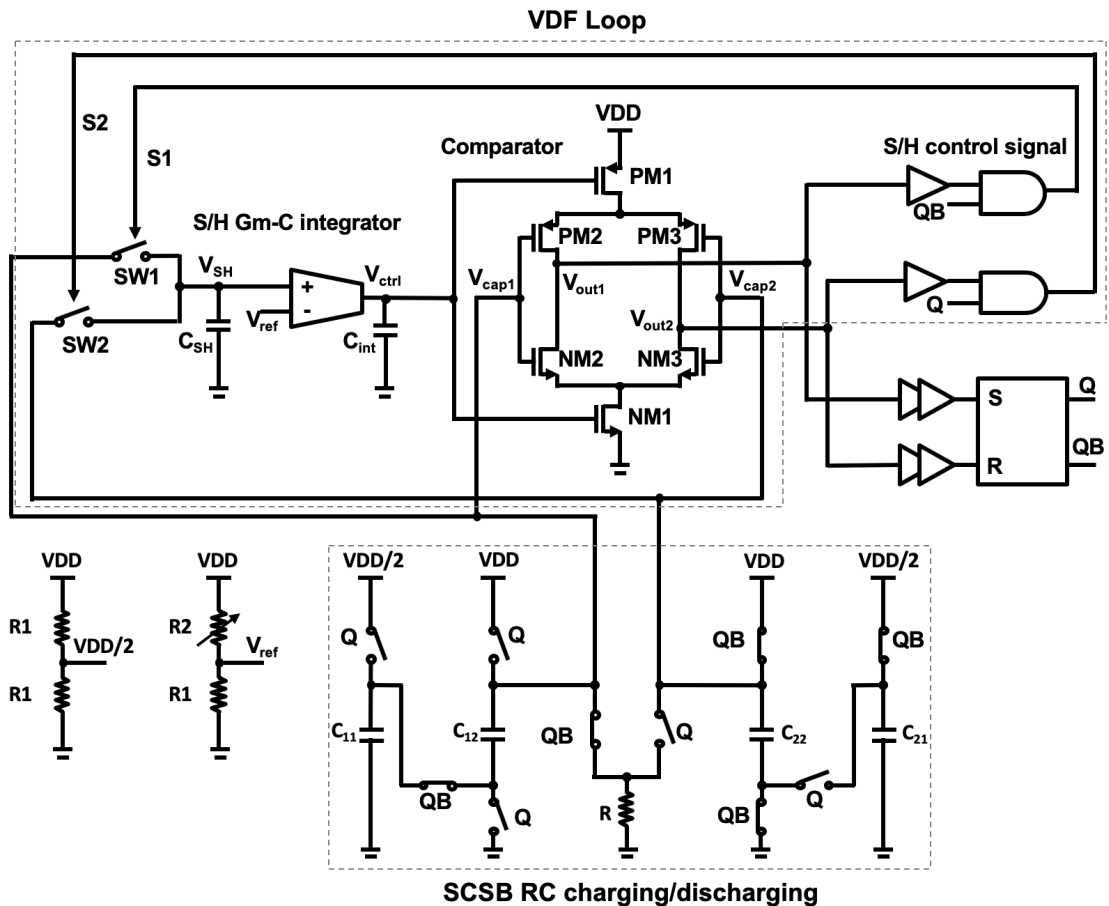 VDF Loop
S2
S1
VDD
Comparator
S/H control signal
PM1
QB
S/H Gm-C integrator
PM2
PM3
SW1
V_SH
V_ctrl
V_cap1
V_out1
V_cap2
+
-
V_ref
Q
SW2
C_SH
C_int
V_out2
NM2
NM3
NM1
S
Q
R
QB
VDD
VDD
VDD/2
VDD
VDD
VDD/2
R1
R2
VDD/2
V_ref
Q
Q
QB
QB
R1
R1
C_11
C_12
QB
Q
C_22
C_21
QB
Q
R
QB
Q
SCSB RC charging/discharging